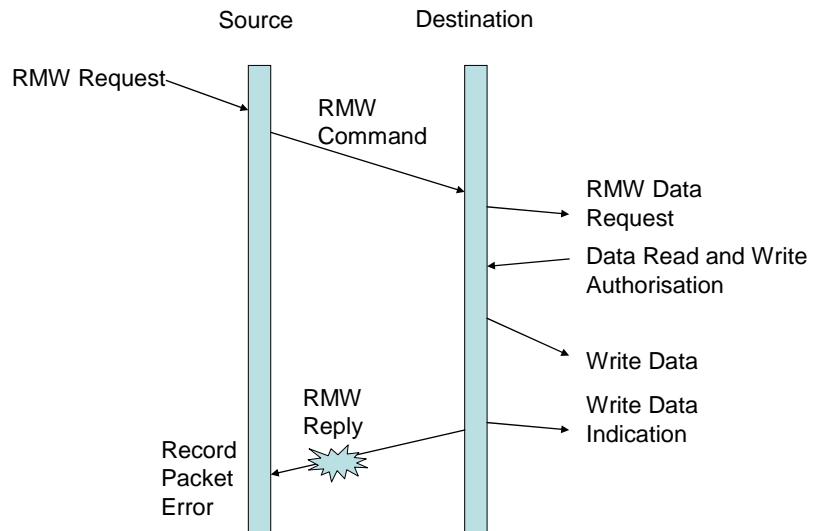 Source
Destination
RMW Request
RMW
Command
RMW Data
Request
Data Read and Write
Authorisation
Write Data
RMW
Reply
Write Data
Indication
Record
Packet
Error